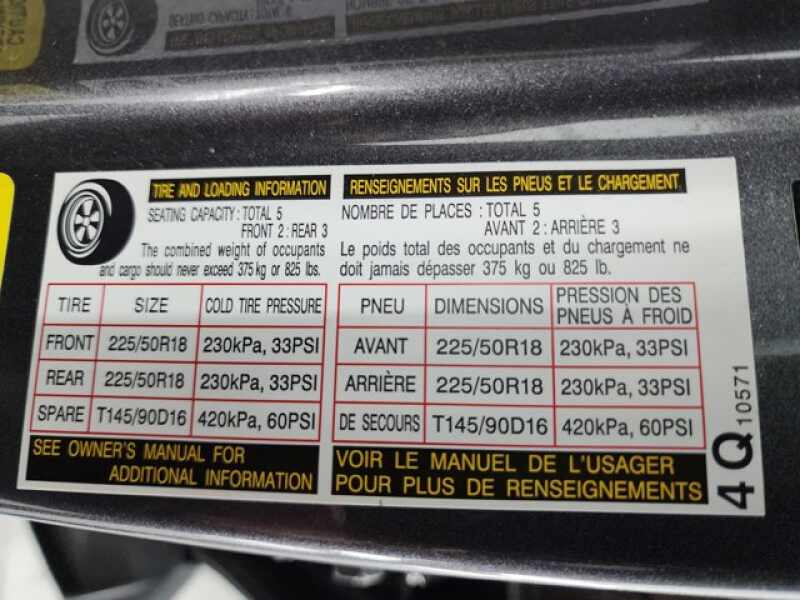 TIRE AND LOADING INFORMATION
SEATING CAPACITY : TOTAL 5
FRONT 2 : REAR 3
The combined weight of occupants
and cargo should never exceed 375 kg or 825 lbs.
TIRE SIZE COLD TIRE PRESSURE
FRONT 225/50R18 230kPa, 33PSI
REAR 225/50R18 230kPa, 33PSI
SPARE T145/90D16 420kPa, 60PSI
SEE OWNER'S MANUAL FOR
ADDITIONAL INFORMATION
RENSEIGNEMENTS SUR LES PNEUS ET LE CHARGEMENT
NOMBRE DE PLACES : TOTAL 5
AVANT 2 : ARRIÈRE 3
Le poids total des occupants et du chargement ne
doit jamais dépasser 375 kg ou 825 lb.
PNEU DIMENSIONS PRESSION DES
PNEUS À FROID
AVANT 225/50R18 230kPa, 33PSI
ARRIÈRE 225/50R18 230kPa, 33PSI
DE SECOURS T145/90D16 420kPa, 60PSI
VOIR LE MANUEL DE L'USAGER
POUR PLUS DE RENSEIGNEMENTS
4Q 10571